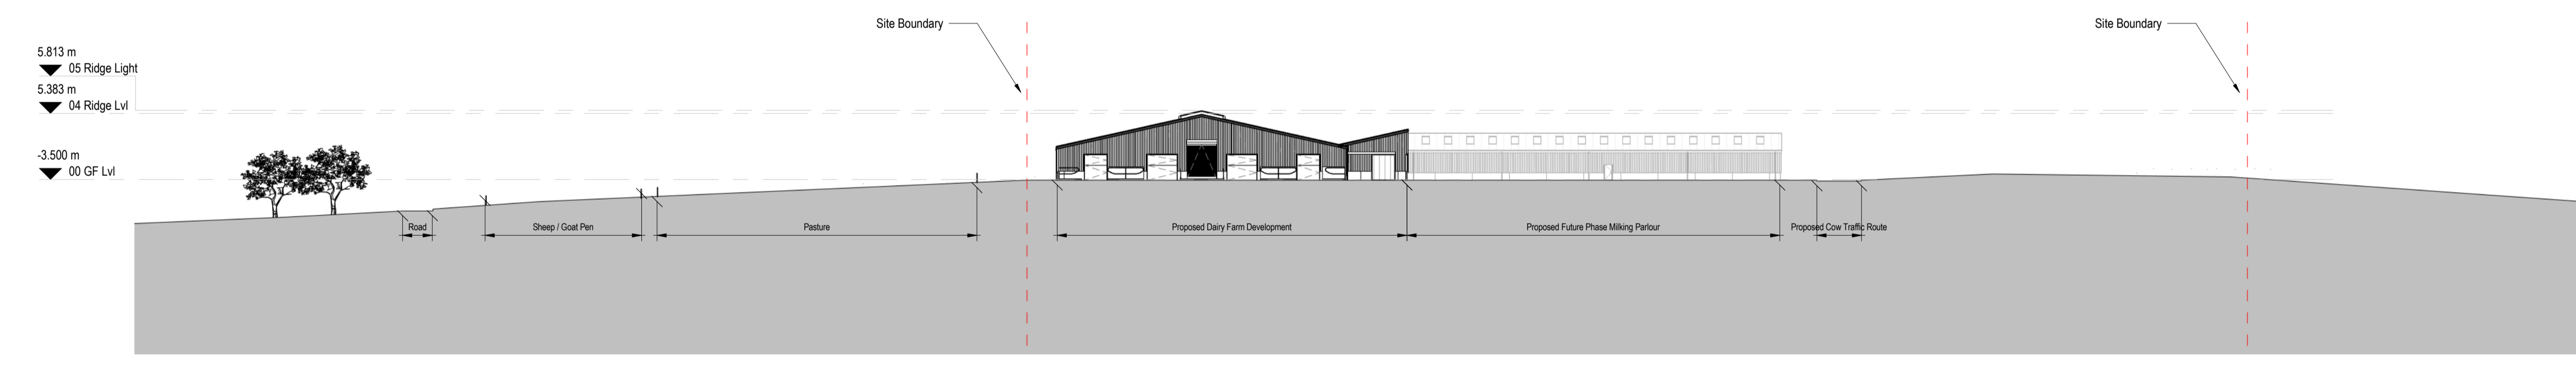 Site Boundary
Site Boundary
5.813 m
05 Ridge Light
5.383 m
04 Ridge Lvl
-3.500 m
00 GF Lvl
Road
Sheep / Goat Pen
Pasture
Proposed Dairy Farm Development
Proposed Future Phase Milking Parlour
Proposed Cow Traffic Route